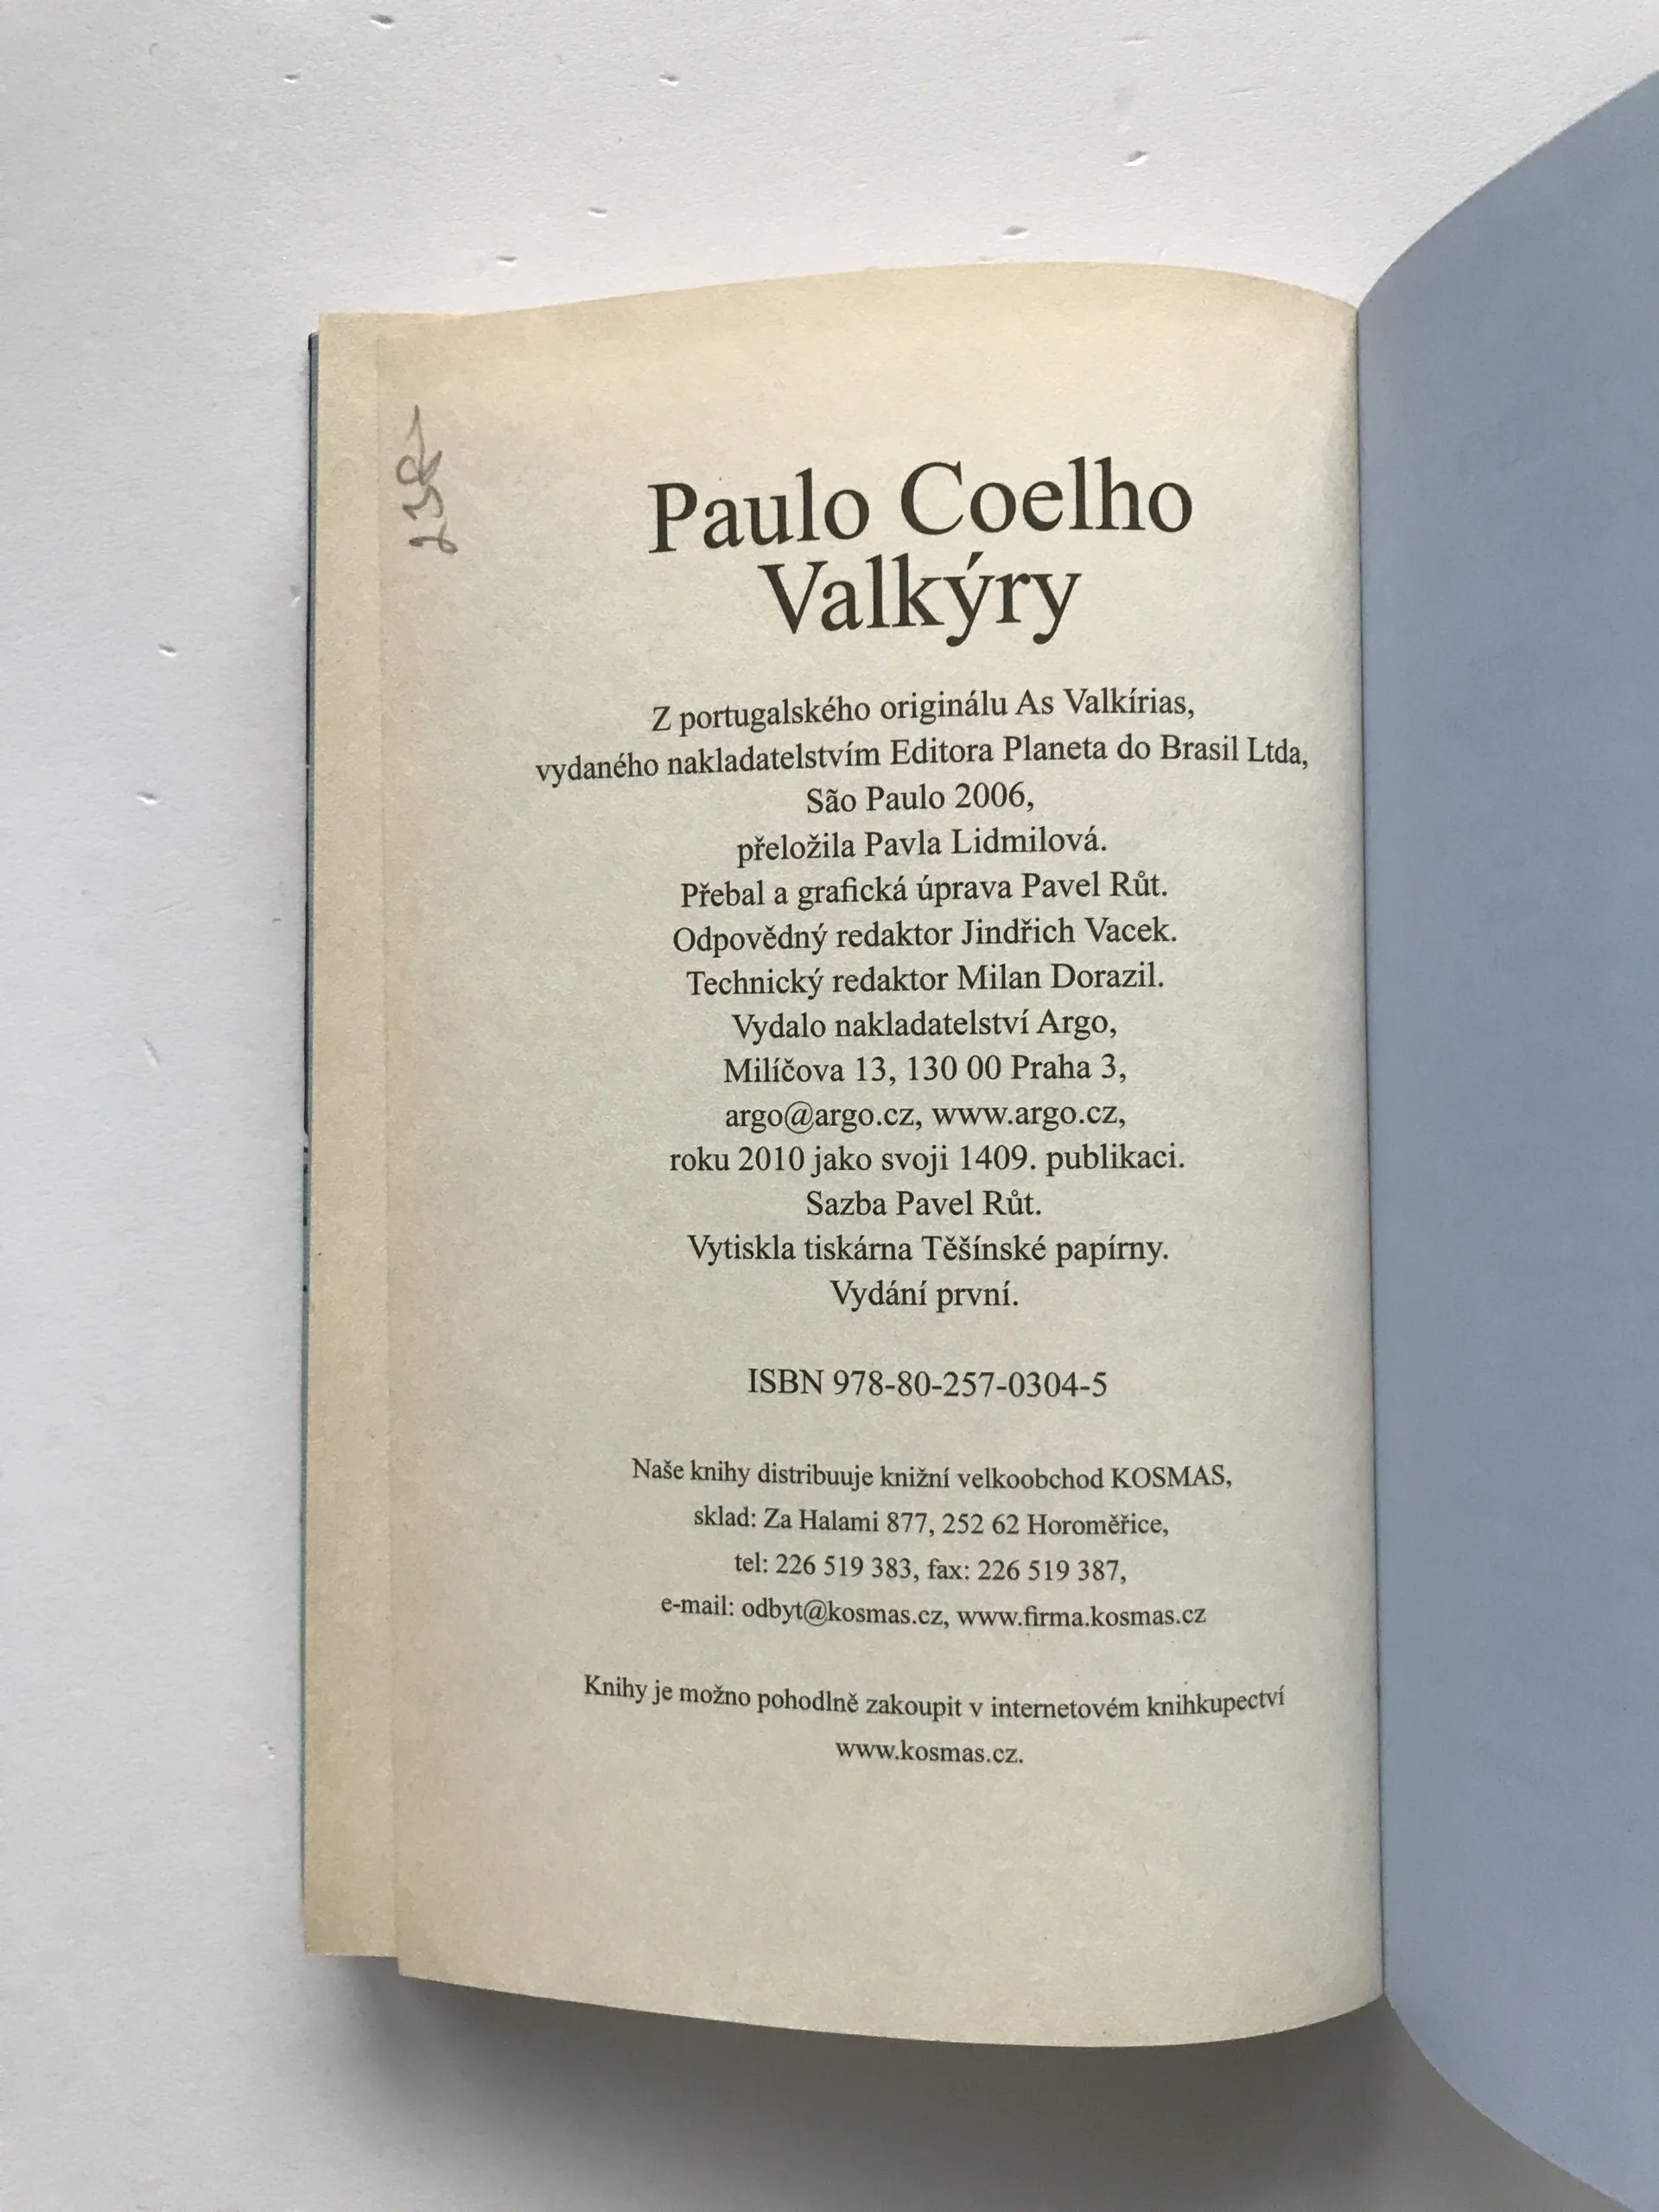 Paulo Coelho
Valkýry
Z portugalského originálu As Valkírias,
vydaného nakladatelstvím Editora Planeta do Brasil Ltda,
São Paulo 2006,
přeložila Pavla Lidmilová.
Přebal a grafická úprava Pavel Růt.
Odpovědný redaktor Jindřich Vacek.
Technický redaktor Milan Dorazil.
Vydalo nakladatelství Argo,
Milíčova 13, 130 00 Praha 3,
argo@argo.cz, www.argo.cz,
roku 2010 jako svoji 1409. publikaci.
Sazba Pavel Růt.
Vytiskla tiskárna Těšínské papírny.
Vydání první.
ISBN 978-80-257-0304-5
Naše knihy distribuuje knižní velkoobchod KOSMAS,
sklad: Za Halami 877, 252 62 Horoměřice,
tel: 226 519 383, fax: 226 519 387,
e-mail: odbyt@kosmas.cz, www.firma.kosmas.cz
Knihy je možno pohodlně zakoupit v internetovém knihkupectví
www.kosmas.cz.